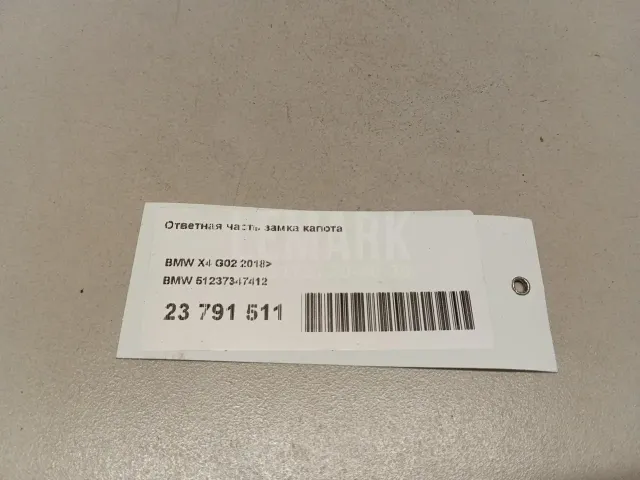 Ответная часть замка капота
BMW X4 G02 2018>
BMW 51237347412
23 791 511